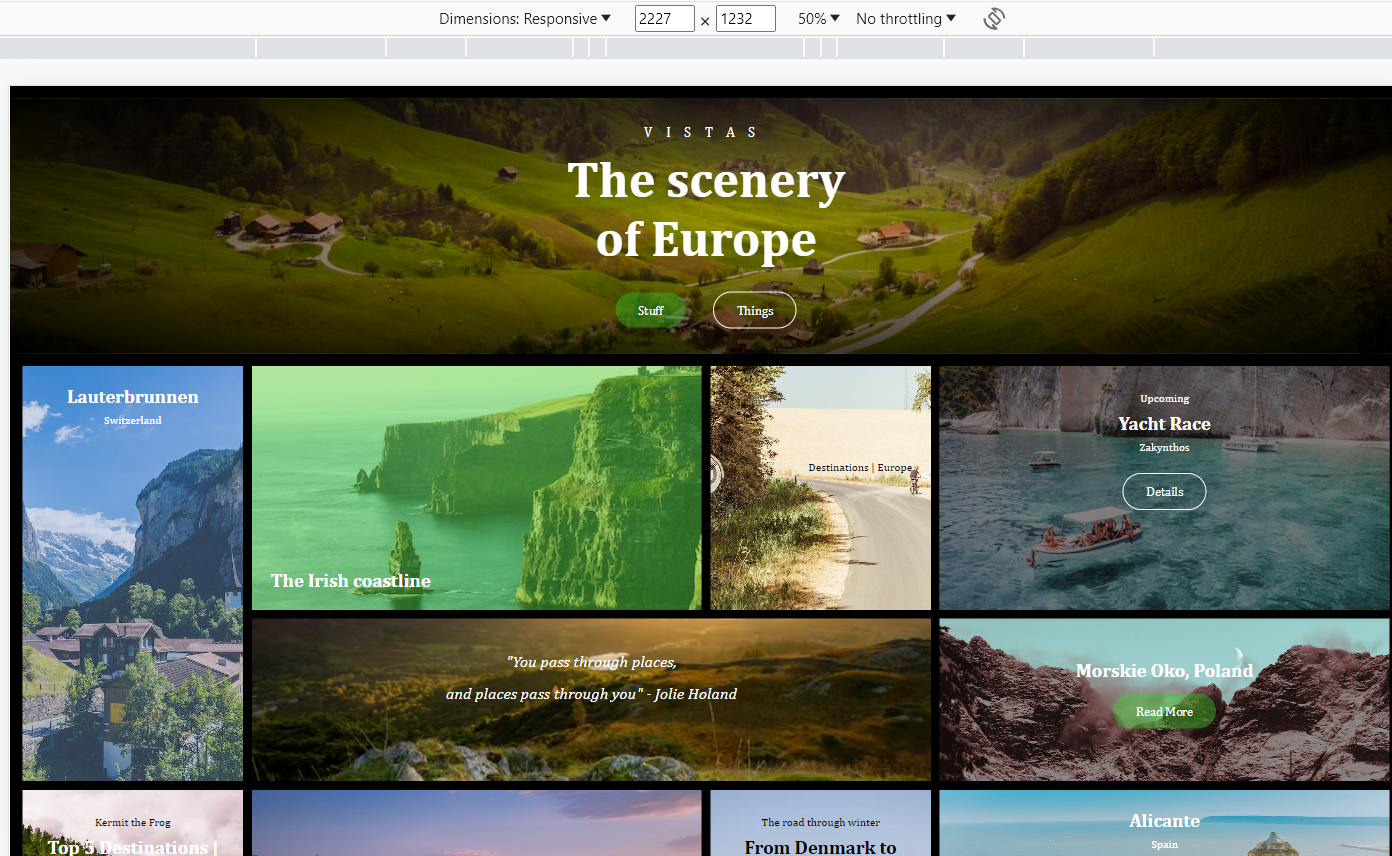 Dimensions: Responsive ▼ 2227 × 1232 50% ▼ No throttling ▼
VISTAS
The scenery
of Europe
Stuff Things
Lauterbrunnen
Switzerland
The Irish coastline
Destinations | Europe
Upcoming
Yacht Race
Zakynthos
Details
"You pass through places,
and places pass through you" - Jolie Holand
Morskie Oko, Poland
Read More
Kermit the Frog
Top 5 Destinations |
The road through winter
From Denmark to
Alicante
Spain